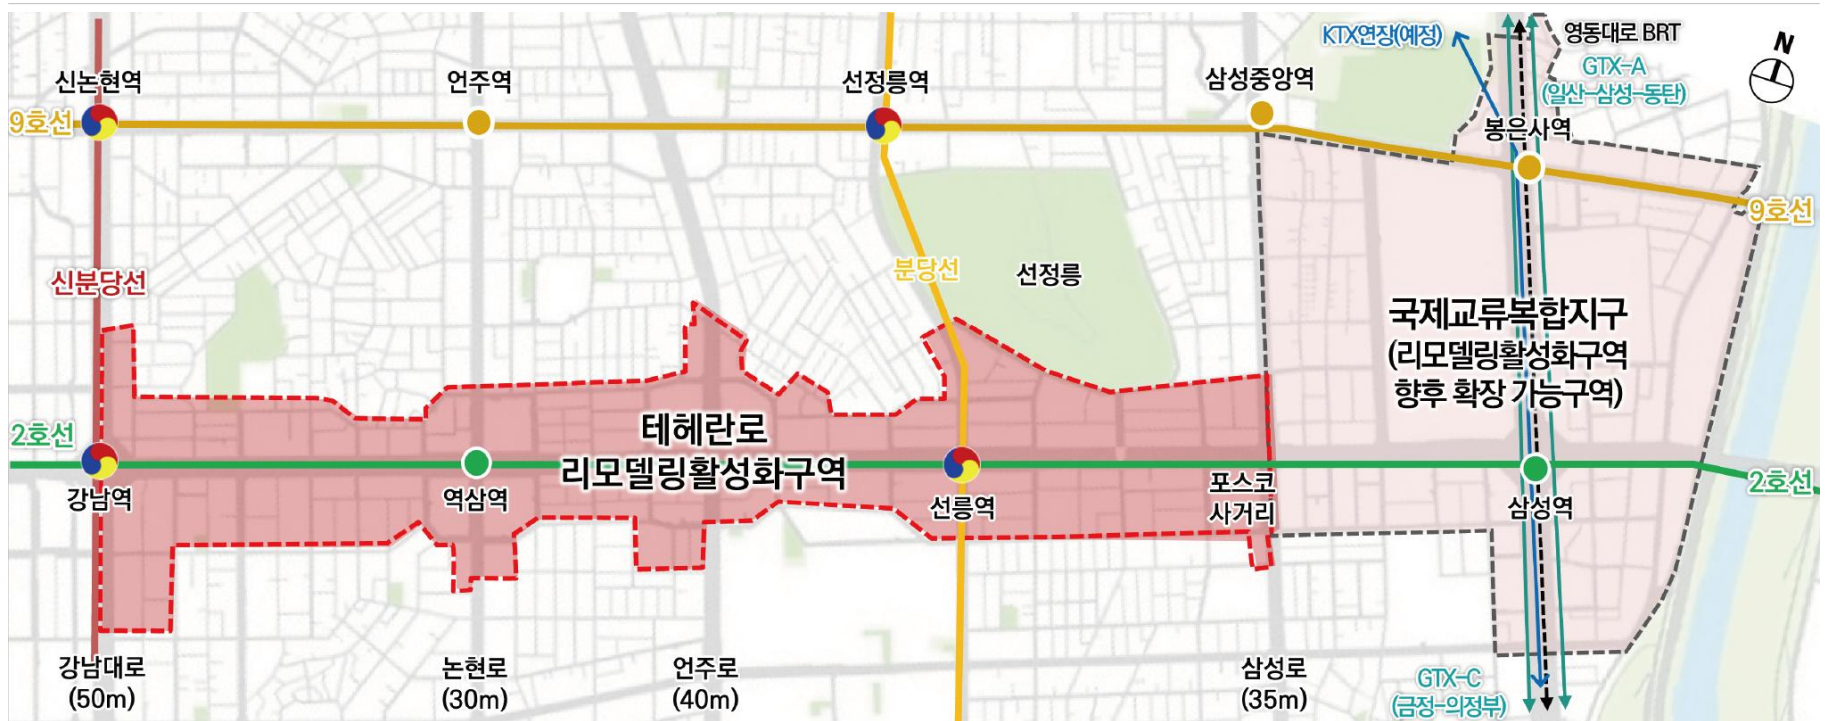 KTX연장(예정)
영동대로 BRT
N
GTX-A
(일산-삼성-동탄)
신논현역
언주역
선정릉역
삼성중앙역
9호선
봉은사역
9호선
신분당선
분당선
선정릉
국제교류복합지구
(리모델링활성화구역
향후 확장 가능구역)
테헤란로
리모델링활성화구역
2호선
강남역
역삼역
선릉역
포스코
사거리
삼성역
2호선
강남대로
(50m)
논현로
(30m)
언주로
(40m)
삼성로
(35m)
GTX-C
(금정-의정부)